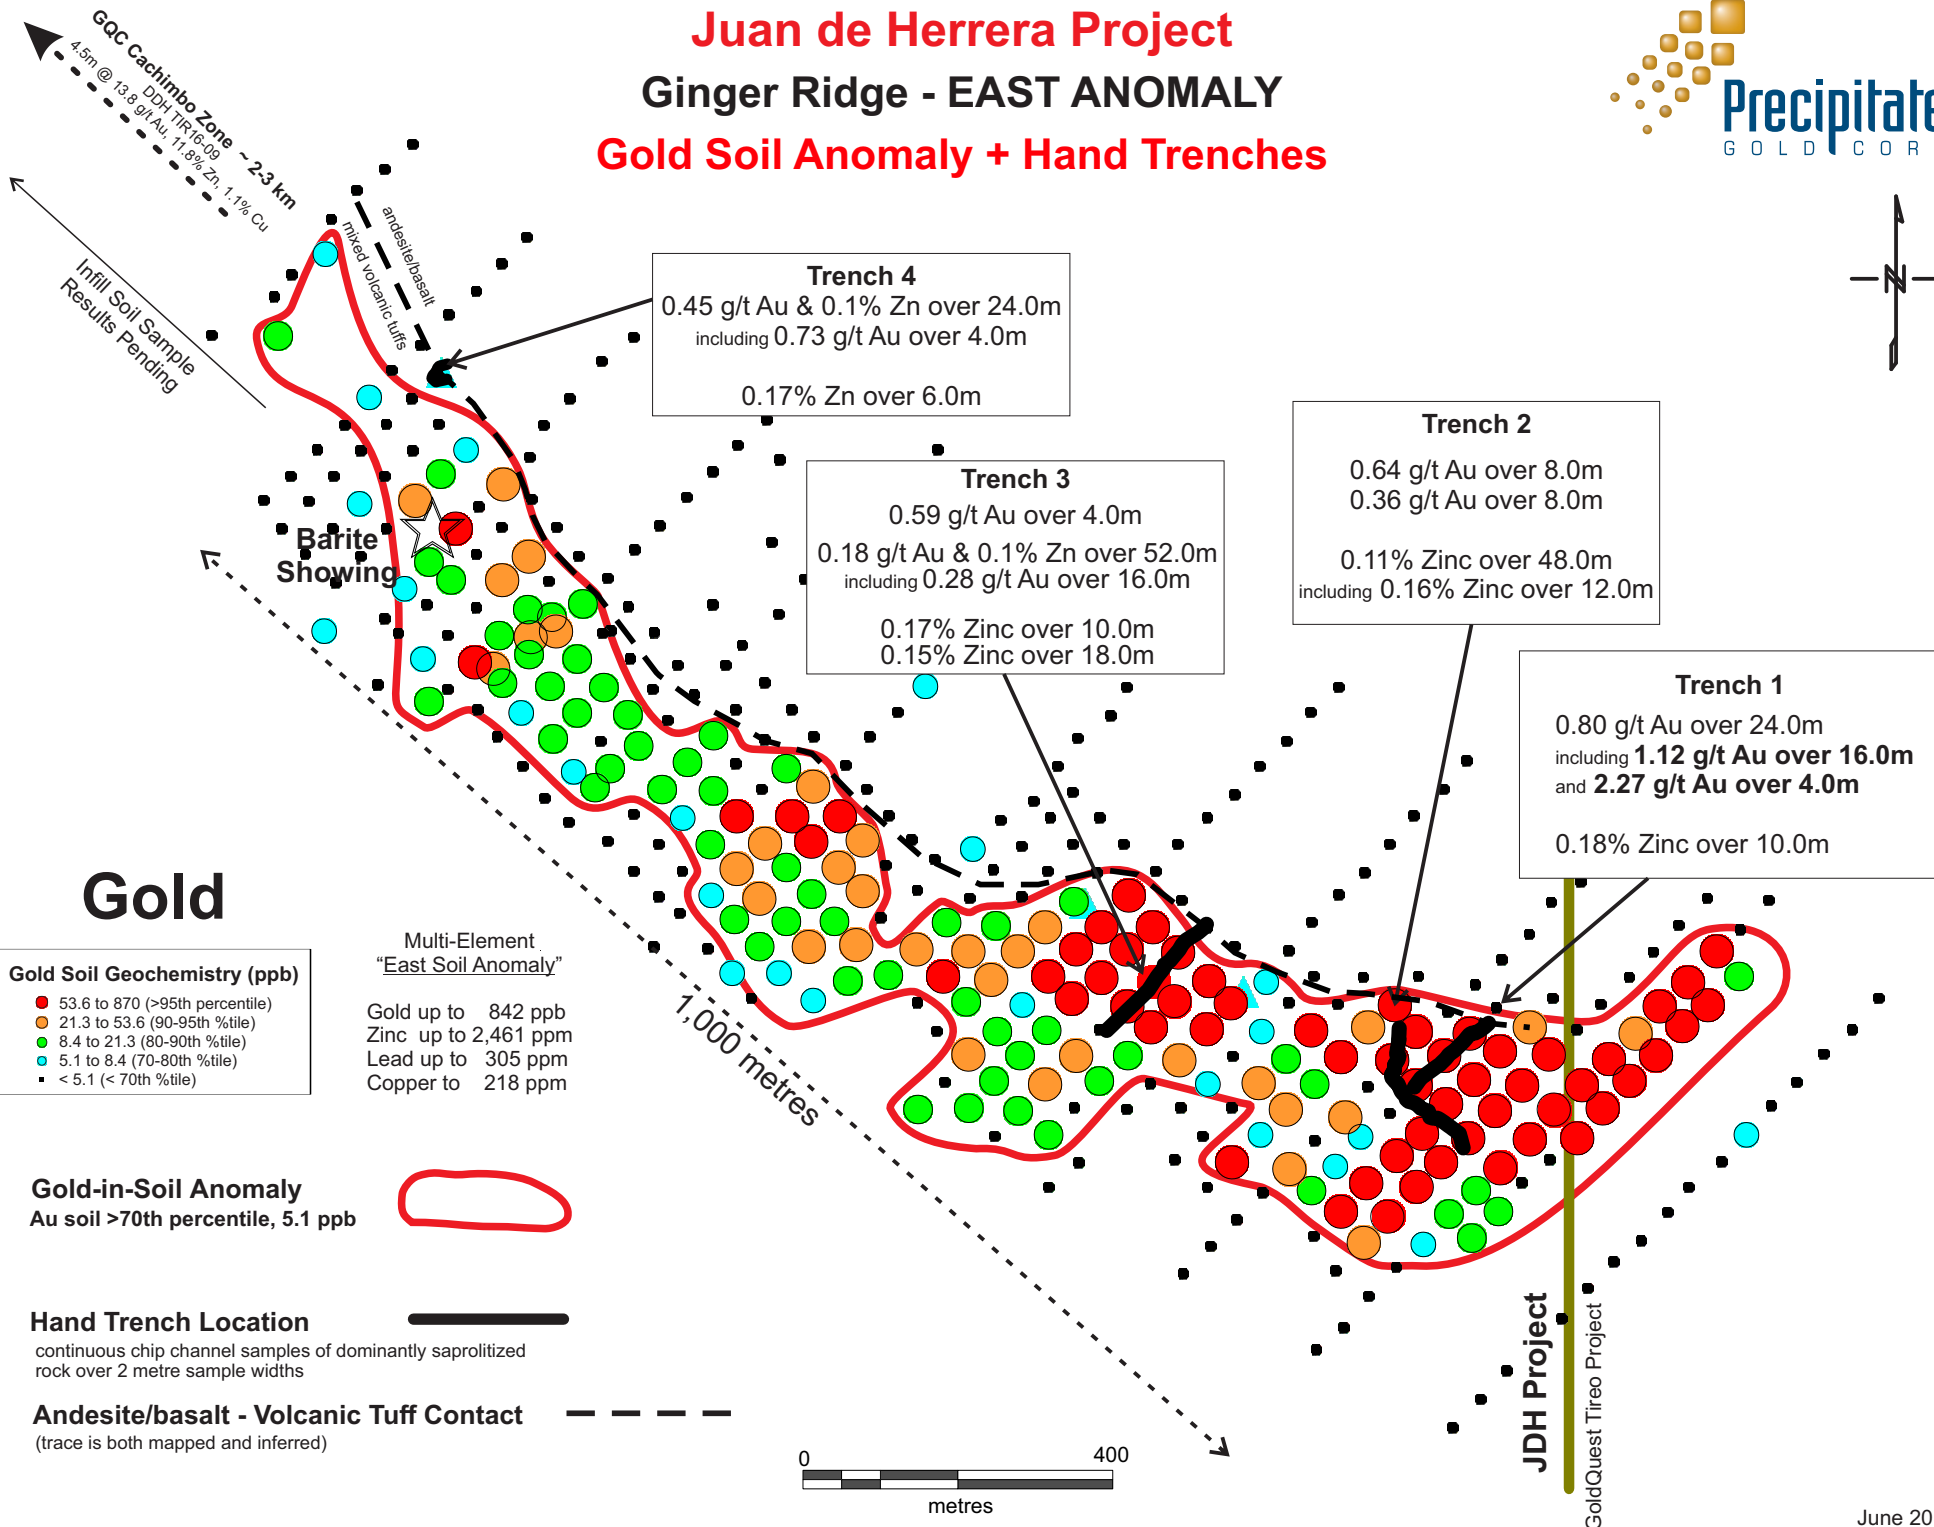 Juan de Herrera Project
Ginger Ridge - EAST ANOMALY
Gold Soil Anomaly + Hand Trenches
Precipitate
GOLD COR
GQC Cachimbo Zone ~ 2-3 km
DDH TIR16-09
4.5m @ 13.8 g/t Au, 11.8% Zn, 1.1% Cu
Infill Soil Sample
Results Pending
andesite/basalt
mixed volcanic tuffs
N
Trench 4
0.45 g/t Au & 0.1% Zn over 24.0m
including 0.73 g/t Au over 4.0m
0.17% Zn over 6.0m
Trench 3
0.59 g/t Au over 4.0m
0.18 g/t Au & 0.1% Zn over 52.0m
including 0.28 g/t Au over 16.0m
0.17% Zinc over 10.0m
0.15% Zinc over 18.0m
Trench 2
0.64 g/t Au over 8.0m
0.36 g/t Au over 8.0m
0.11% Zinc over 48.0m
including 0.16% Zinc over 12.0m
Trench 1
0.80 g/t Au over 24.0m
including 1.12 g/t Au over 16.0m
and 2.27 g/t Au over 4.0m
0.18% Zinc over 10.0m
Barite
Showing
1,000 metres
Gold
Gold Soil Geochemistry (ppb)
53.6 to 870 (>95th percentile)
21.3 to 53.6 (90-95th %tile)
8.4 to 21.3 (80-90th %tile)
5.1 to 8.4 (70-80th %tile)
< 5.1 (< 70th %tile)
Multi-Element
“East Soil Anomaly”
Gold up to 842 ppb
Zinc up to 2,461 ppm
Lead up to 305 ppm
Copper to 218 ppm
Gold-in-Soil Anomaly
Au soil >70th percentile, 5.1 ppb
Hand Trench Location
continuous chip channel samples of dominantly saprolitized
rock over 2 metre sample widths
Andesite/basalt - Volcanic Tuff Contact
(trace is both mapped and inferred)
0 400
metres
JDH Project
GoldQuest Tireo Project
June 20